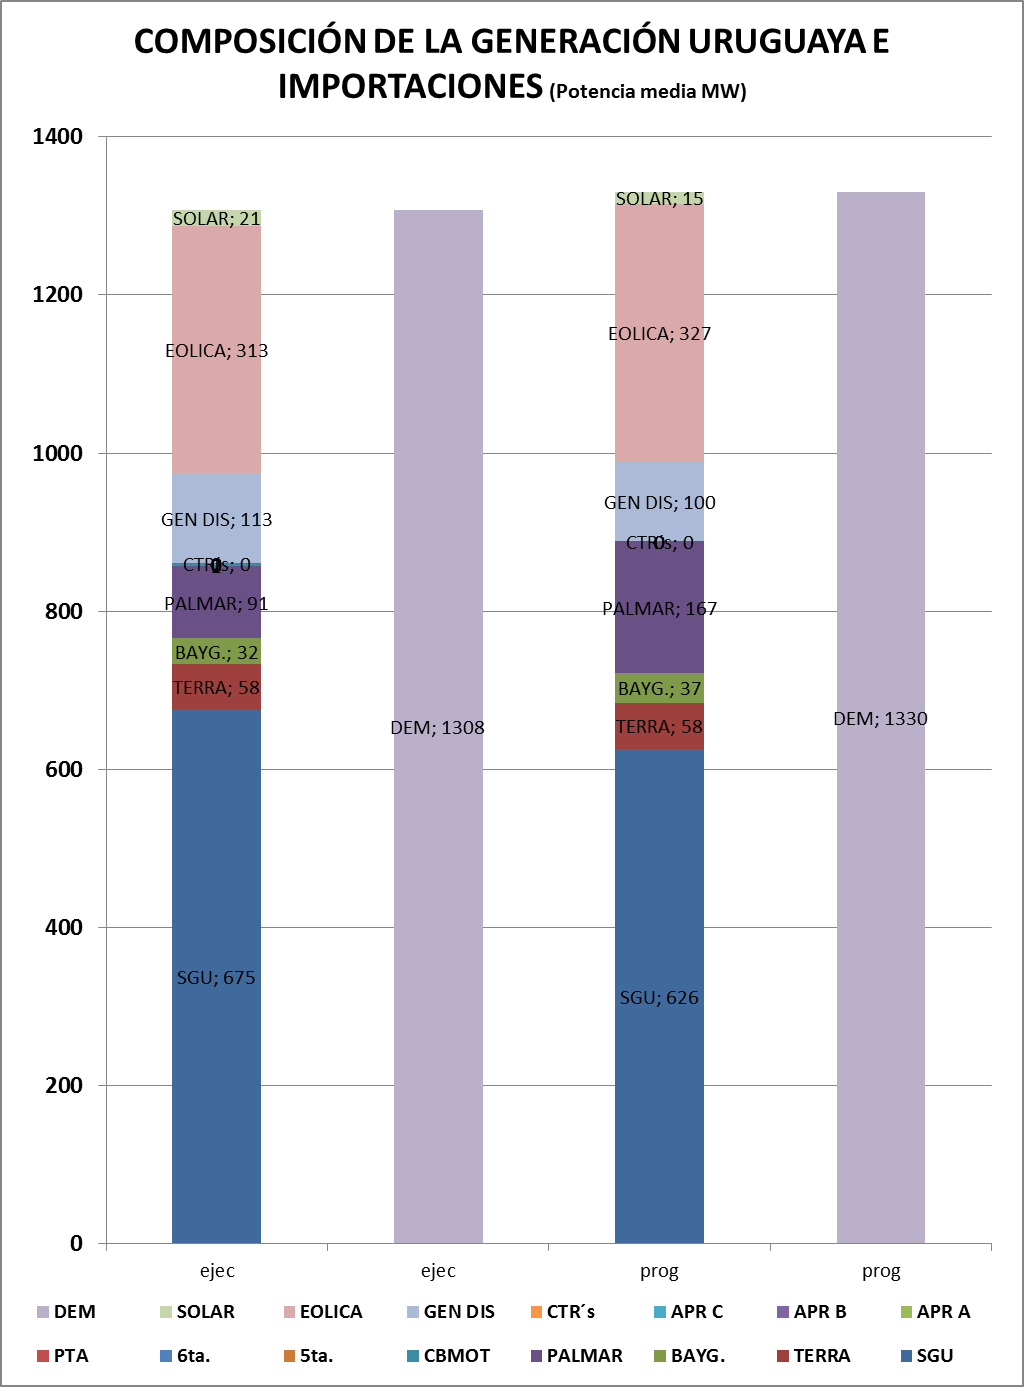 COMPOSICIÓN DE LA GENERACIÓN URUGUAYA E
IMPORTACIONES (Potencia media MW)
1400
1200
1000
800
600
400
200
0
SOLAR; 21
EOLICA; 313
GEN DIS; 113
CTR´s; 0
PALMAR; 91
BAYG.; 32
TERRA; 58
SGU; 675
DEM; 1308
SOLAR; 15
EOLICA; 327
GEN DIS; 100
CTR´s; 0
PALMAR; 167
BAYG.; 37
TERRA; 58
SGU; 626
DEM; 1330
ejec ejec prog prog
DEM SOLAR EOLICA GEN DIS CTR´s APR C APR B APR A
PTA 6ta. 5ta. CBMOT PALMAR BAYG. TERRA SGU